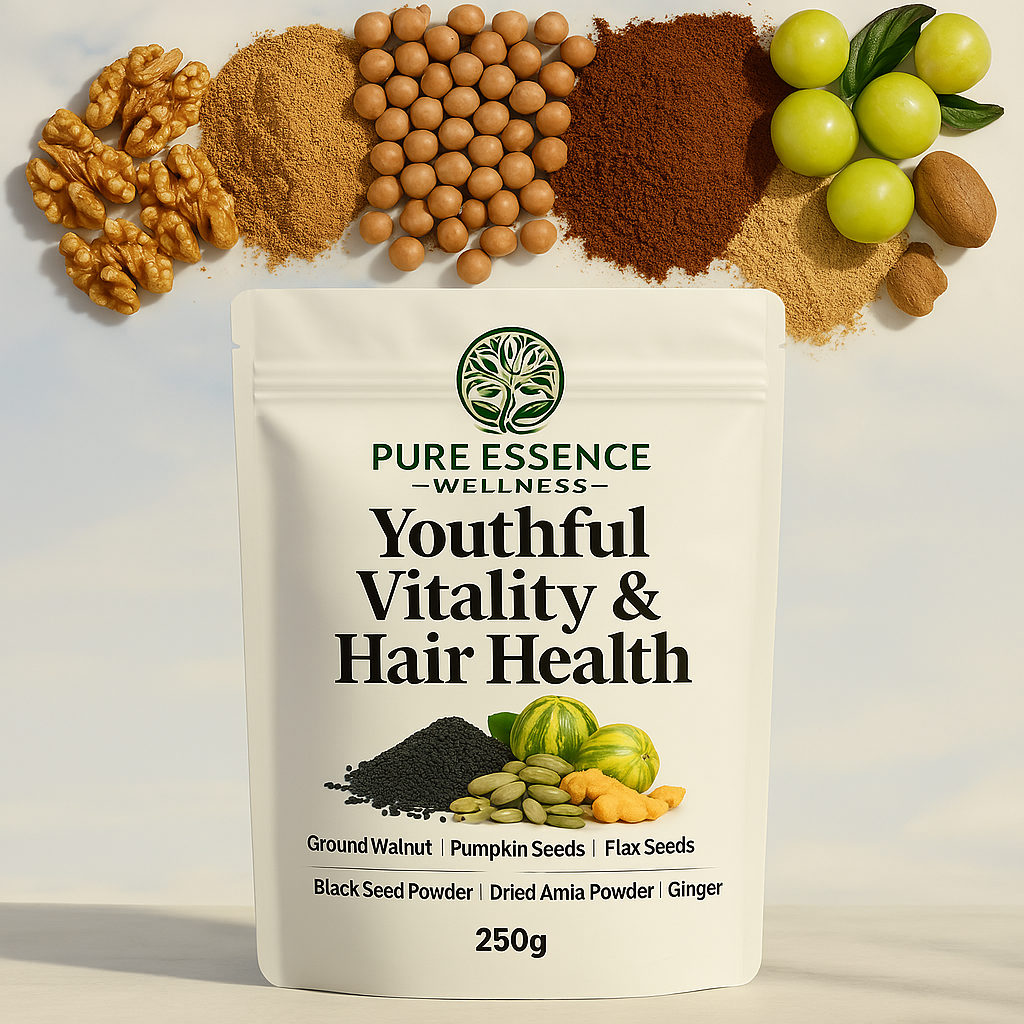 PURE ESSENCE
–WELLNESS–
Youthful
Vitality &
Hair Health
Ground Walnut | Pumpkin Seeds | Flax Seeds
Black Seed Powder | Dried Amia Powder | Ginger
250g